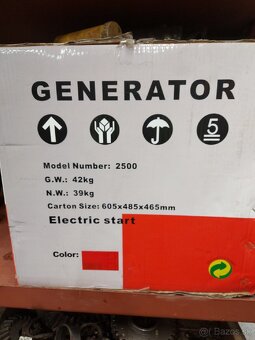 GENERATOR
5
Model Number: 2500
G.W.: 42kg
N.W.: 39kg
Carton Size: 605x485x465mm
Electric start
Color: